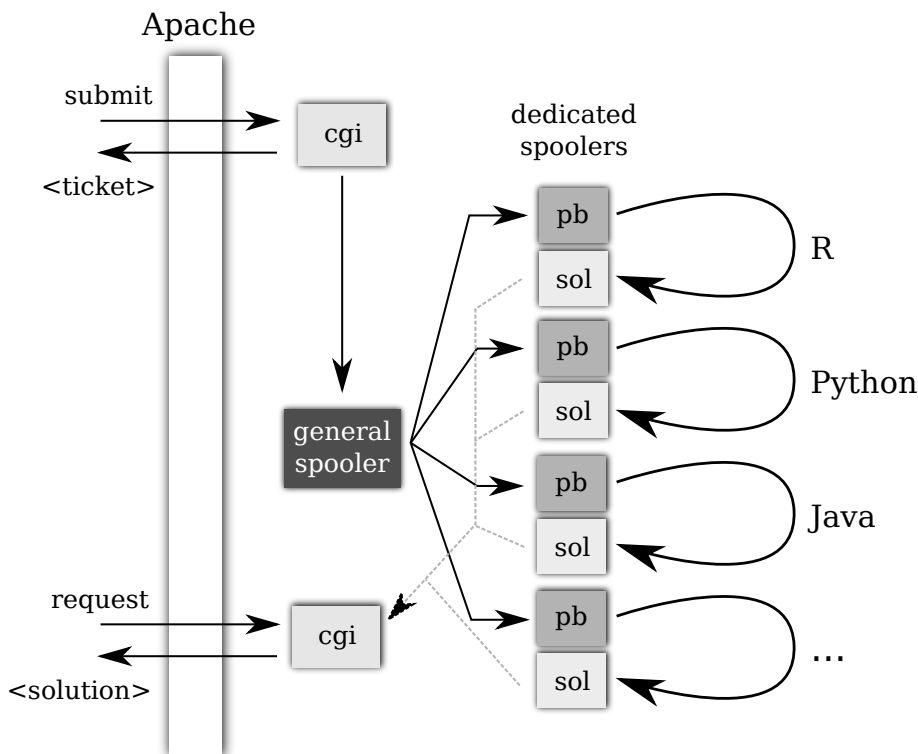 Apache
submit
<ticket>
cgi
dedicated
spoolers
pb
sol
R
pb
sol
Python
general
spooler
pb
sol
Java
request
<solution>
cgi
pb
sol
...